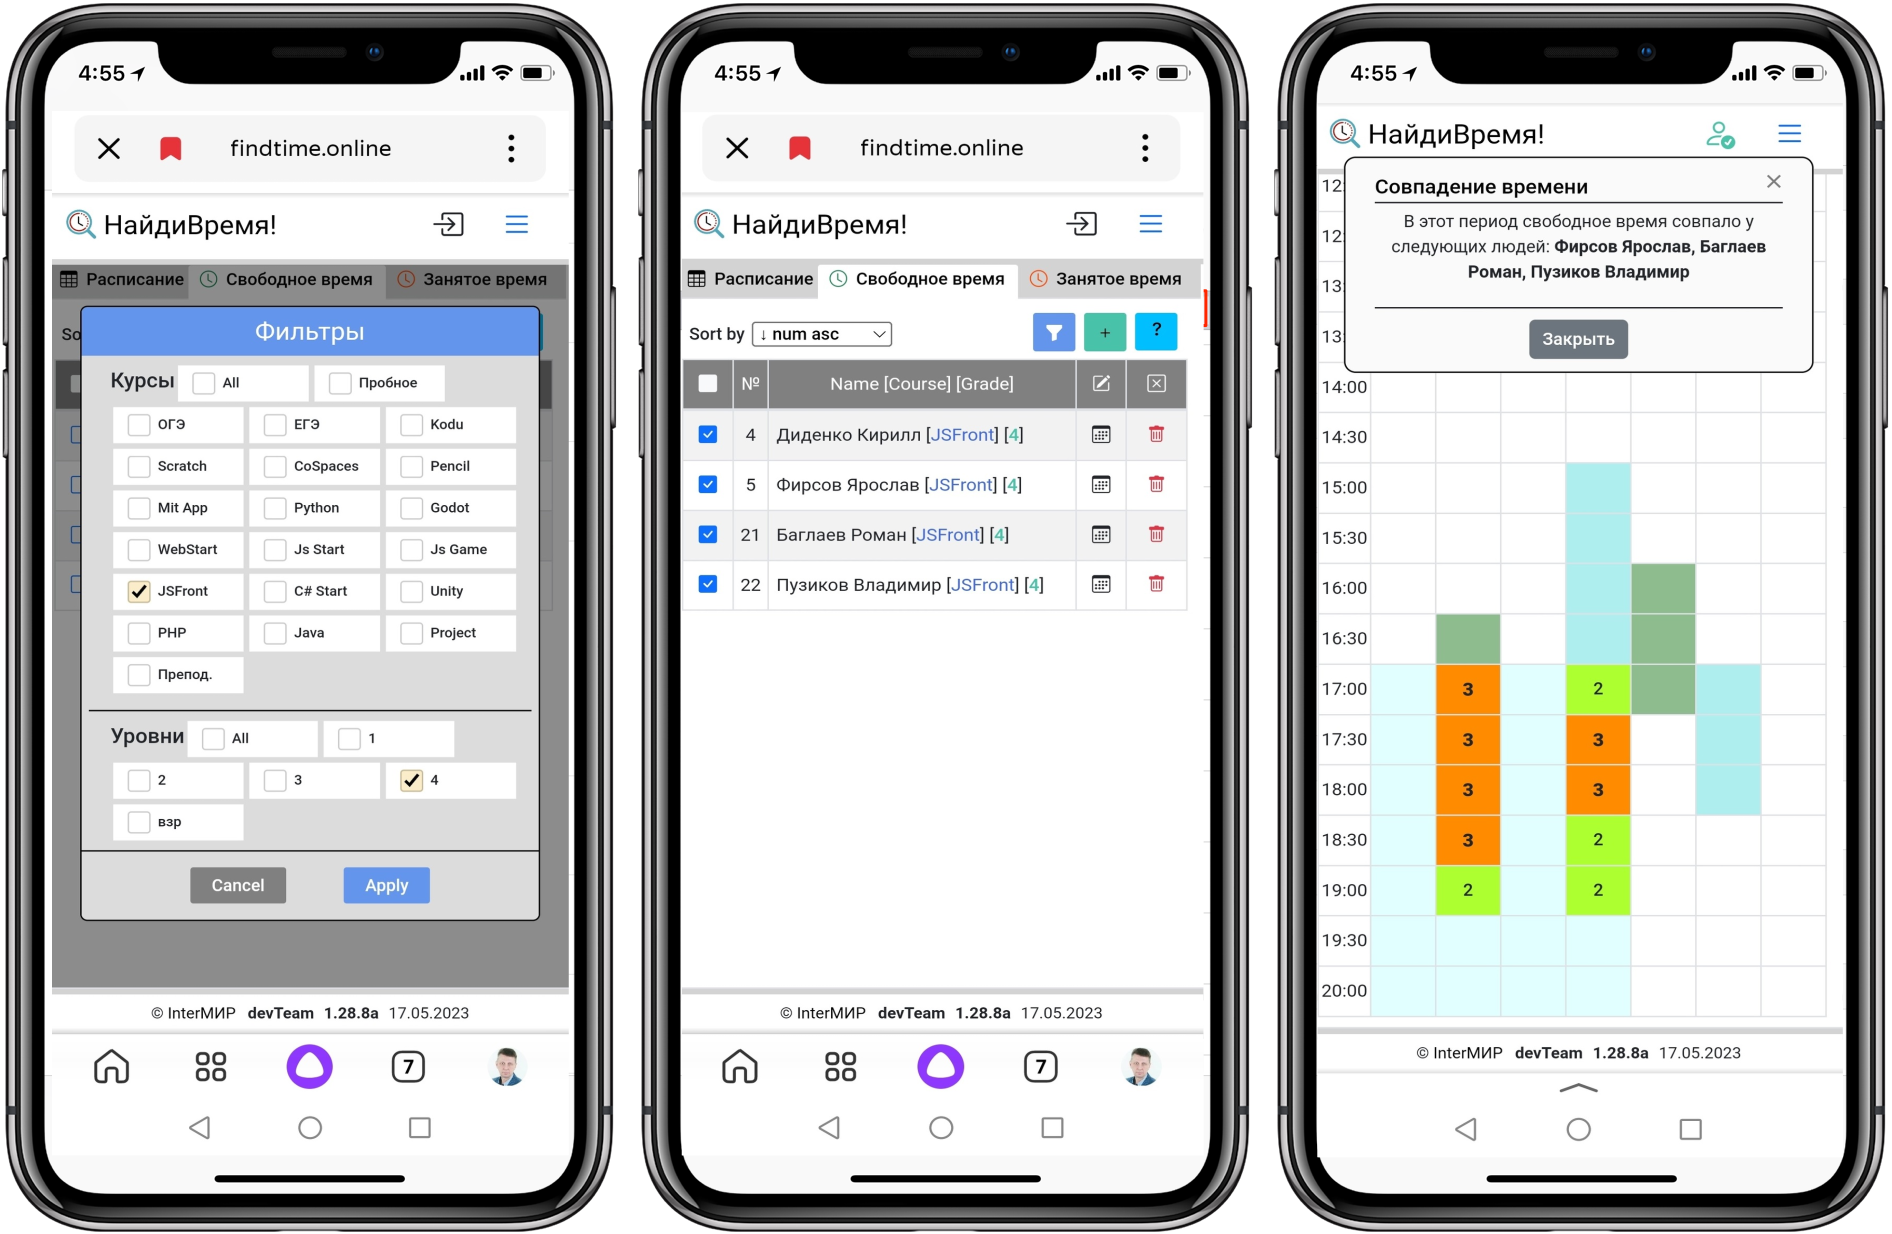 4:55
findtime.online
НайдиВремя!
Расписание Свободное время Занятое время
So
Фильтры
Курсы All Пробное
ОГЭ ЕГЭ Kodu
Scratch CoSpaces Pencil
Mit App Python Godot
WebStart Js Start Js Game
JSFront C# Start Unity
PHP Java Project
Препод.
Уровни All 1
2 3 4
взр
Cancel Apply
© InterМИР devTeam 1.28.8a 17.05.2023
7
4:55
findtime.online
НайдиВремя!
Расписание Свободное время Занятое время
Sort by ↓ num asc + ?
№ Name [Course] [Grade]
4 Диденко Кирилл [JSFront] [4]
5 Фирсов Ярослав [JSFront] [4]
21 Баглаев Роман [JSFront] [4]
22 Пузиков Владимир [JSFront] [4]
© InterМИР devTeam 1.28.8a 17.05.2023
7
4:55
НайдиВремя!
Совпадение времени
В этот период свободное время совпало у
следующих людей: Фирсов Ярослав, Баглаев
Роман, Пузиков Владимир
Закрыть
12:
12:
13:
13:
14:00
14:30
15:00
15:30
16:00
16:30
17:00 3 2
17:30 3 3
18:00 3 3
18:30 3 2
19:00 2 2
19:30
20:00
© InterМИР devTeam 1.28.8a 17.05.2023